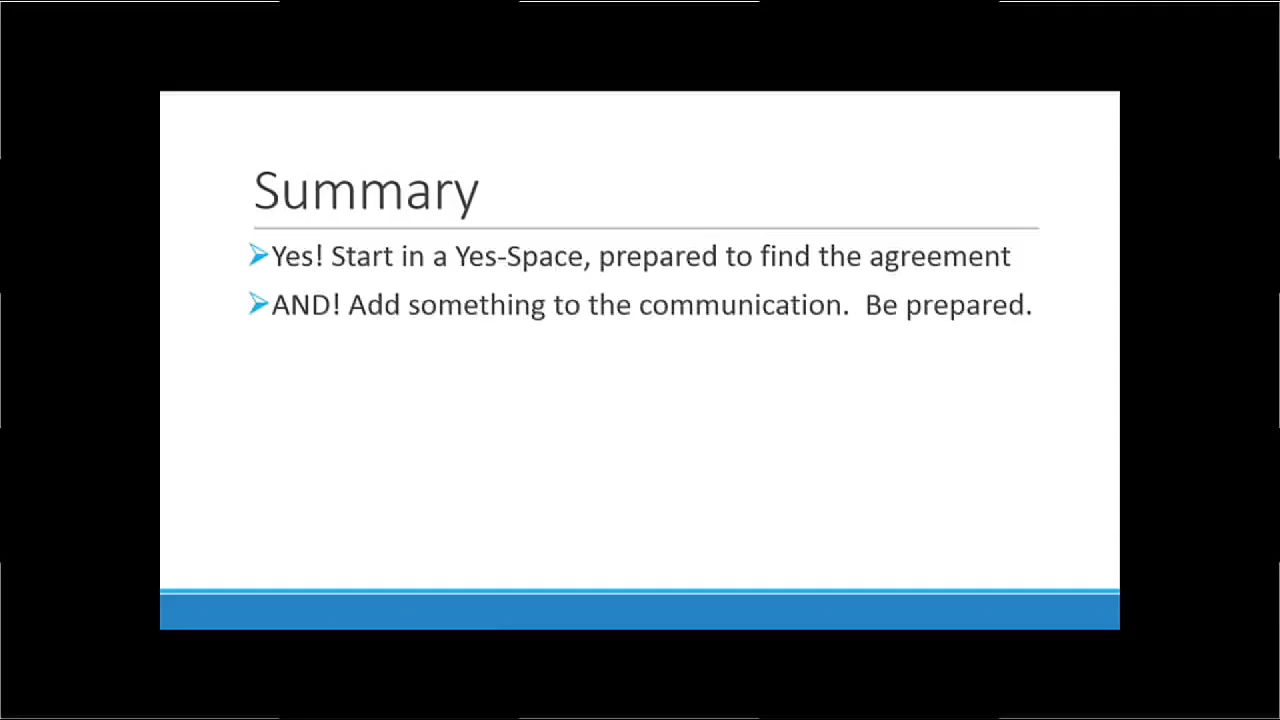 Summary
Yes! Start in a Yes-Space, prepared to find the agreement
AND! Add something to the communication.  Be prepared.